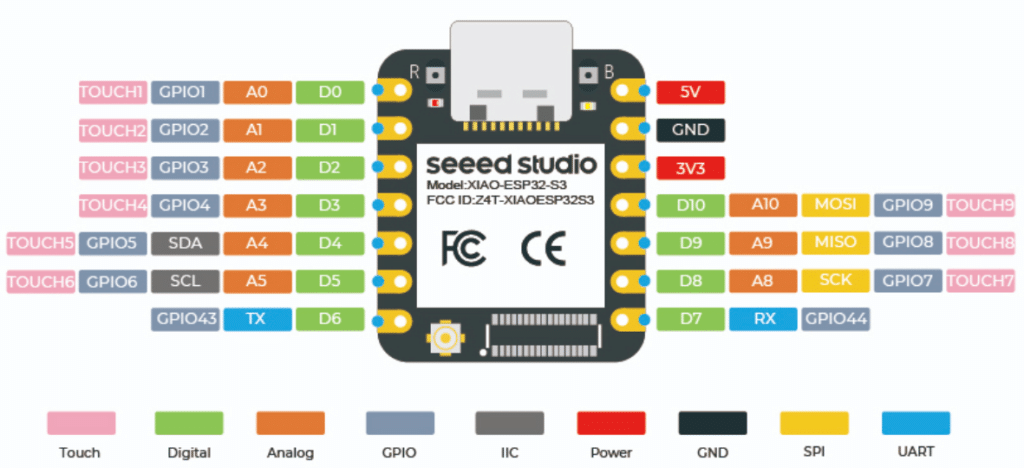 R B
TOUCH1 GPIO1 A0 D0 5V
TOUCH2 GPIO2 A1 D1 GND
TOUCH3 GPIO3 A2 D2 3V3
TOUCH4 GPIO4 A3 D3 D10 A10 MOSI GPIO9 TOUCH9
TOUCH5 GPIO5 SDA A4 D4 D9 A9 MISO GPIO8 TOUCH8
TOUCH6 GPIO6 SCL A5 D5 D8 A8 SCK GPIO7 TOUCH7
GPIO43 TX D6 D7 RX GPIO44
seeed studio
Model:XIAO-ESP32-S3
FCC ID:Z4T-XIAOESP32S3
FC CE
Touch Digital Analog GPIO IIC Power GND SPI UART